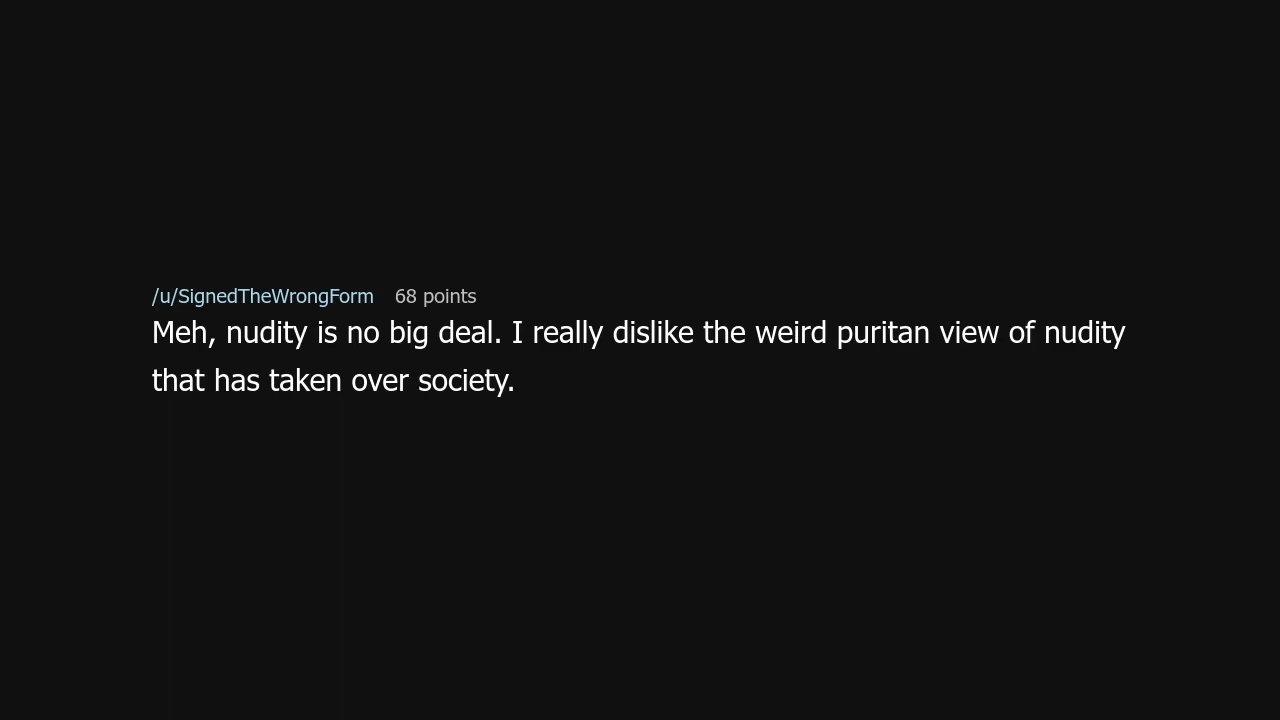 /u/SignedTheWrongForm 68 points
Meh, nudity is no big deal. I really dislike the weird puritan view of nudity
that has taken over society.